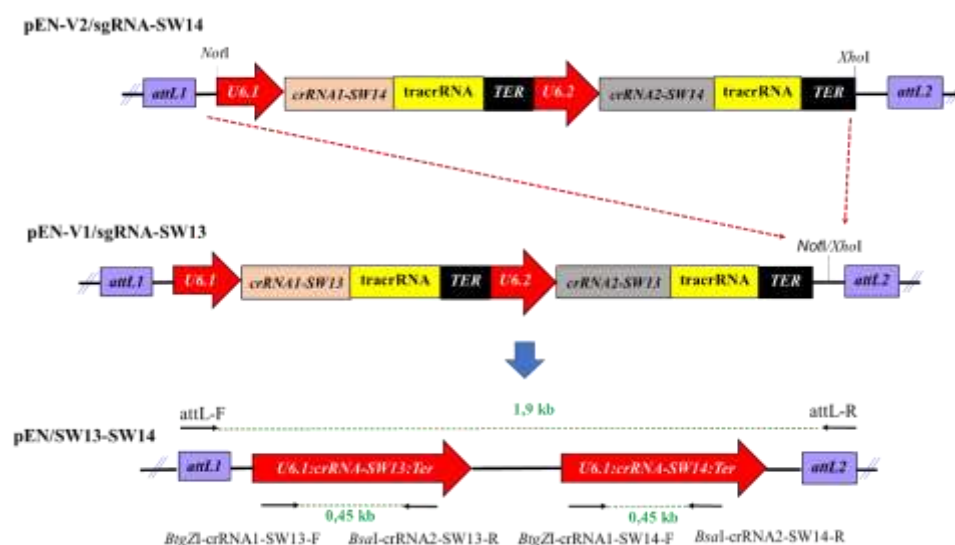 pEN-V2/sgRNA-SW14
NotI XhoI
attL1 U6.1 crRNA1-SW14 tracrRNA TER U6.2 crRNA2-SW14 tracrRNA TER attL2
NotI/XhoI
pEN-V1/sgRNA-SW13
attL1 U6.1 crRNA1-SW13 tracrRNA TER U6.2 crRNA2-SW13 tracrRNA TER attL2
attL-F 1,9 kb attL-R
pEN/SW13-SW14
attL1 U6.1:crRNA-SW13:Ter U6.1:crRNA-SW14:Ter attL2
0,45 kb 0,45 kb
BtgZI-crRNA1-SW13-F BsaI-crRNA2-SW13-R BtgZI-crRNA1-SW14-F BsaI-crRNA2-SW14-R